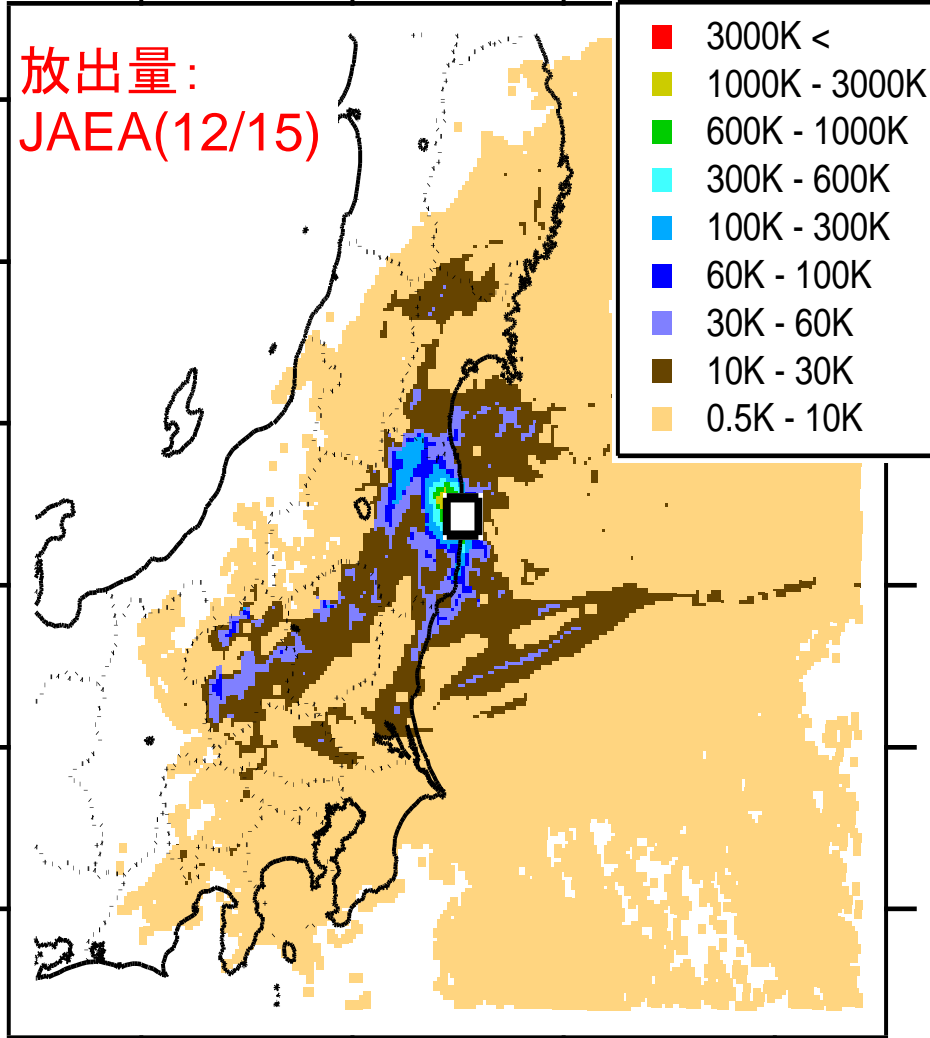 放出量:
JAEA(12/15)
3000K <
1000K - 3000K
600K - 1000K
300K - 600K
100K - 300K
60K - 100K
30K - 60K
10K - 30K
0.5K - 10K